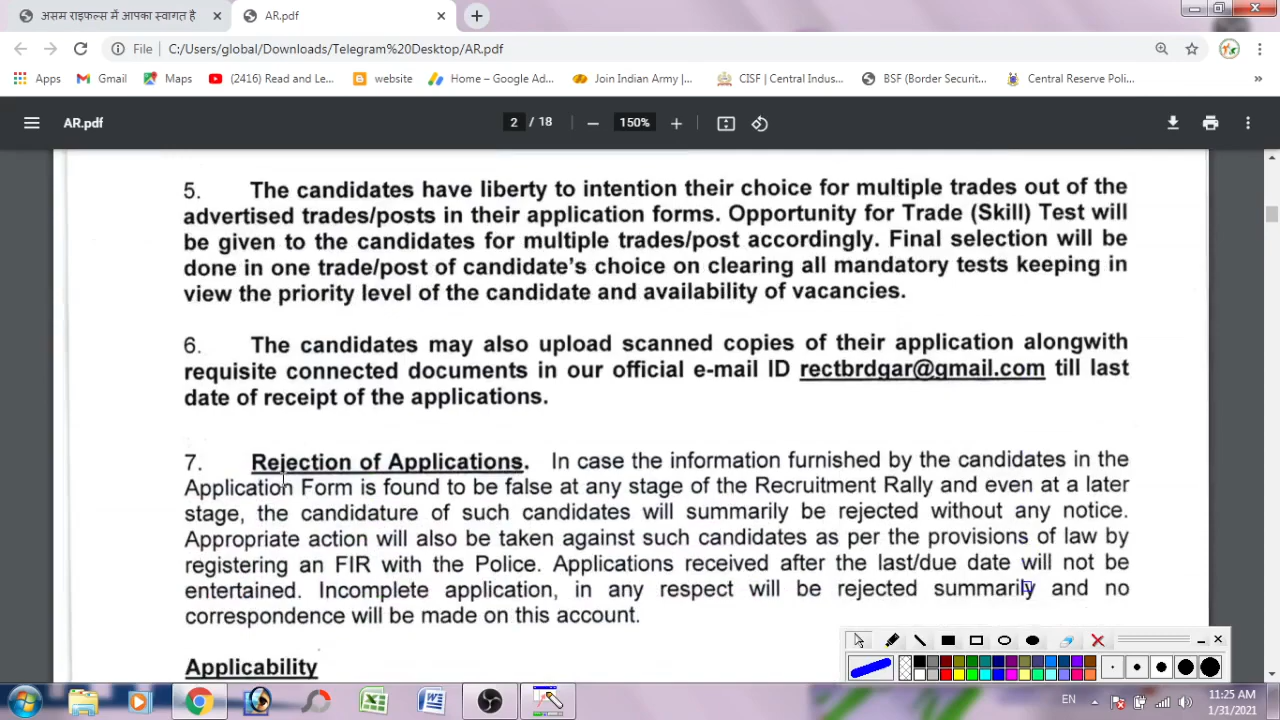 असम राइफल्स में आपका स्वागत है
AR.pdf
File
C:/Users/global/Downloads/Telegram%20Desktop/AR.pdf
Apps
Gmail
Maps
(2416) Read and Le...
website
Home – Google Ad...
Join Indian Army |...
CISF | Central Indus...
BSF (Border Securit...
Central Reserve Poli...
»
AR.pdf
2 / 18
150%
5. The candidates have liberty to intention their choice for multiple trades out of the
advertised trades/posts in their application forms. Opportunity for Trade (Skill) Test will
be given to the candidates for multiple trades/post accordingly. Final selection will be
done in one trade/post of candidate's choice on clearing all mandatory tests keeping in
view the priority level of the candidate and availability of vacancies.
6. The candidates may also upload scanned copies of their application alongwith
requisite connected documents in our official e-mail ID rectbrdgar@gmail.com till last
date of receipt of the applications.
7. Rejection of Applications. In case the information furnished by the candidates in the
Application Form is found to be false at any stage of the Recruitment Rally and even at a later
stage, the candidature of such candidates will summarily be rejected without any notice.
Appropriate action will also be taken against such candidates as per the provisions of law by
registering an FIR with the Police. Applications received after the last/due date will not be
entertained. Incomplete application, in any respect will be rejected summarily and no
correspondence will be made on this account.
Applicability
EN
11:25 AM
1/31/2021